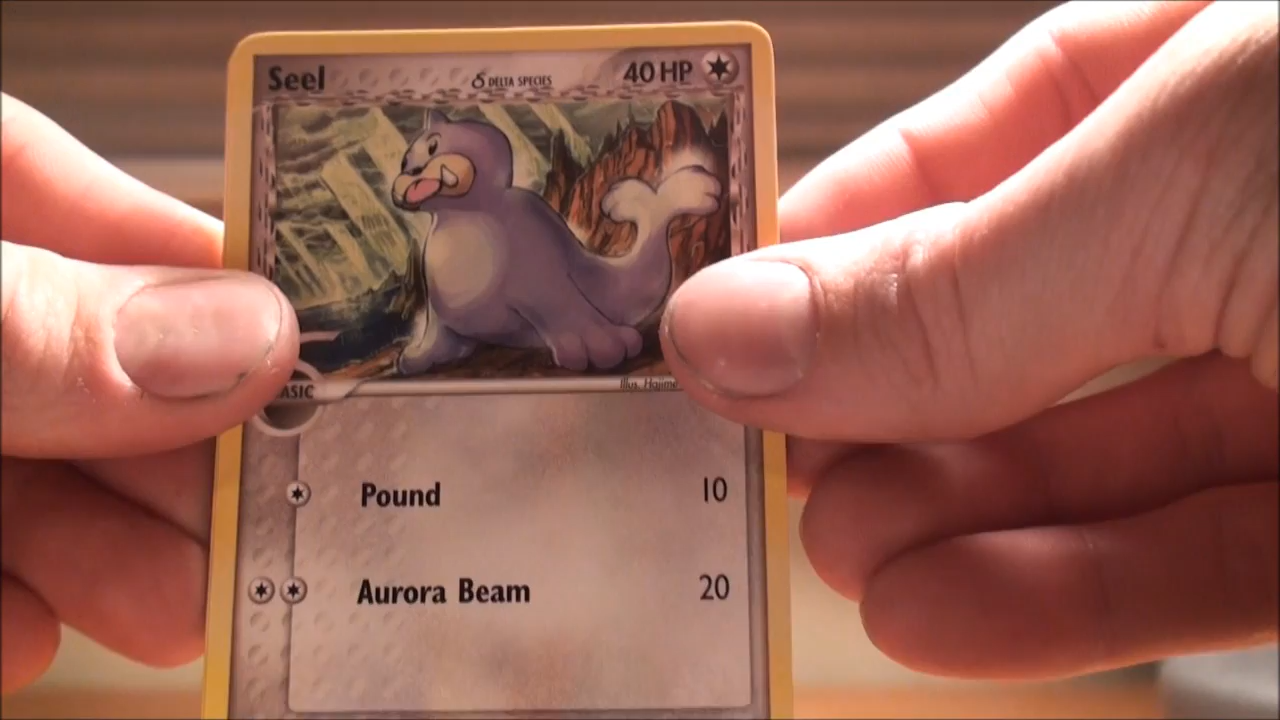 Seel δ DELTA SPECIES 40 HP
ASIC Illus. Hajime
Pound 10
Aurora Beam 20